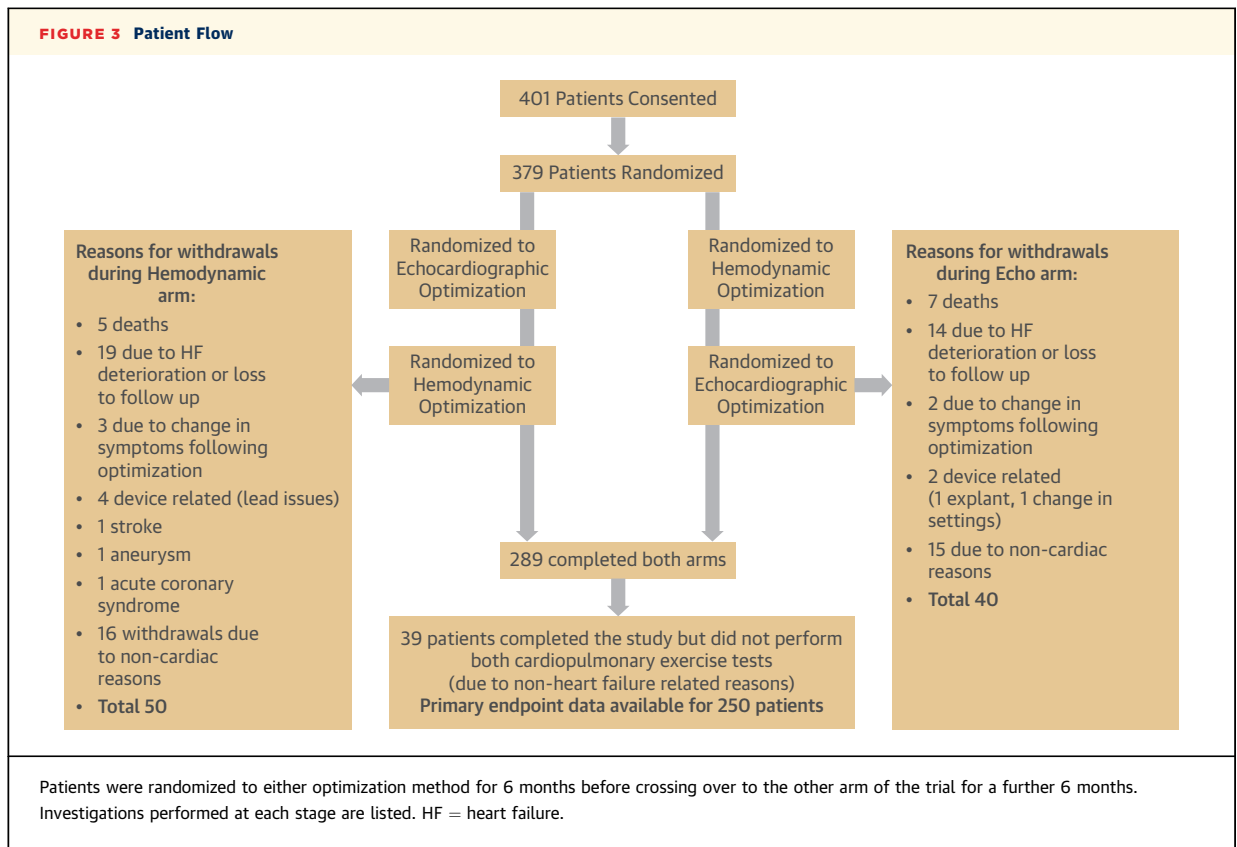 FIGURE 3 Patient Flow
401 Patients Consented
379 Patients Randomized
Reasons for withdrawals
during Hemodynamic
arm:
• 5 deaths
• 19 due to HF
deterioration or loss
to follow up
• 3 due to change in
symptoms following
optimization
• 4 device related (lead issues)
• 1 stroke
• 1 aneurysm
• 1 acute coronary
syndrome
• 16 withdrawals due
to non-cardiac
reasons
• Total 50
Randomized to
Echocardiographic
Optimization
Randomized to
Hemodynamic
Optimization
Randomized to
Hemodynamic
Optimization
Randomized to
Echocardiographic
Optimization
Reasons for withdrawals
during Echo arm:
• 7 deaths
• 14 due to HF
deterioration or loss
to follow up
• 2 due to change in
symptoms following
optimization
• 2 device related
(1 explant, 1 change in
settings)
• 15 due to non-cardiac
reasons
• Total 40
289 completed both arms
39 patients completed the study but did not perform
both cardiopulmonary exercise tests
(due to non-heart failure related reasons)
Primary endpoint data available for 250 patients
Patients were randomized to either optimization method for 6 months before crossing over to the other arm of the trial for a further 6 months.
Investigations performed at each stage are listed. HF = heart failure.